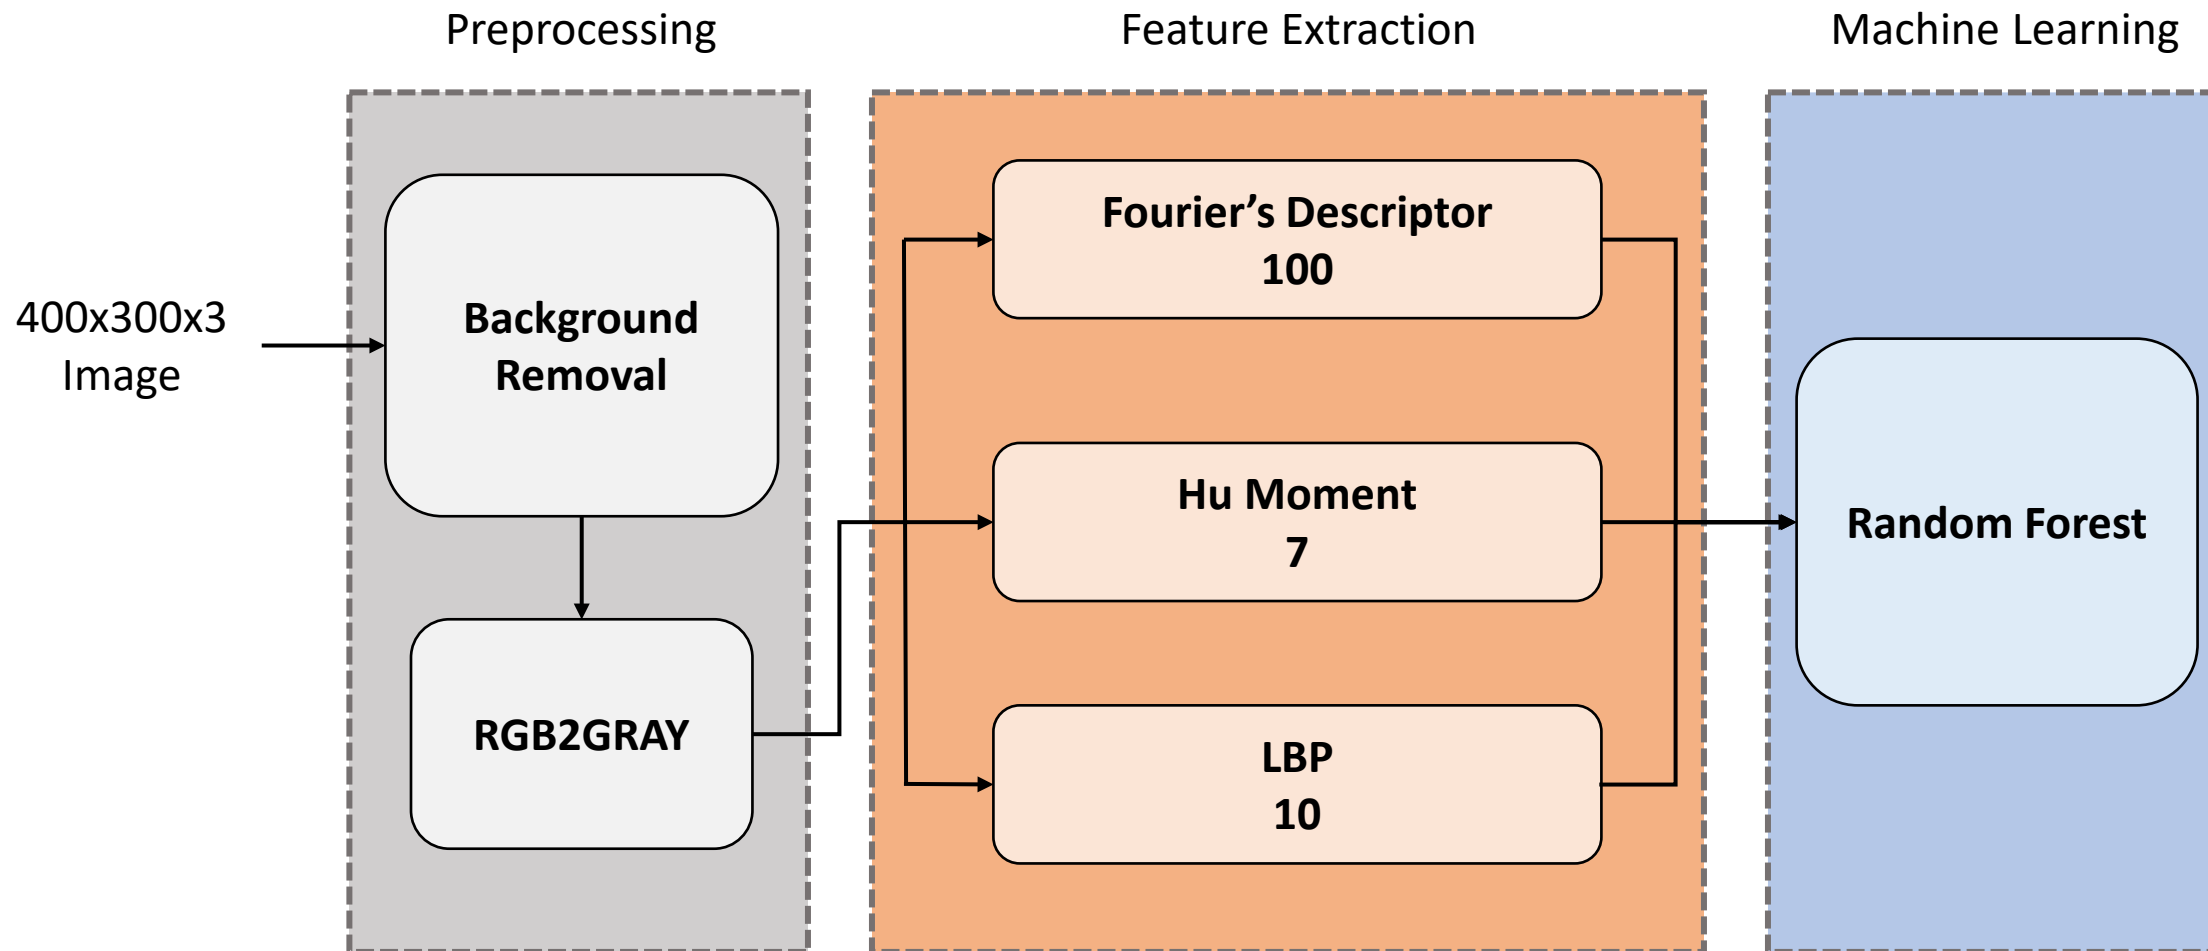 Preprocessing
Feature Extraction
Machine Learning
400x300x3
Image
Background
Removal
RGB2GRAY
Fourier’s Descriptor
100
Hu Moment
7
LBP
10
Random Forest